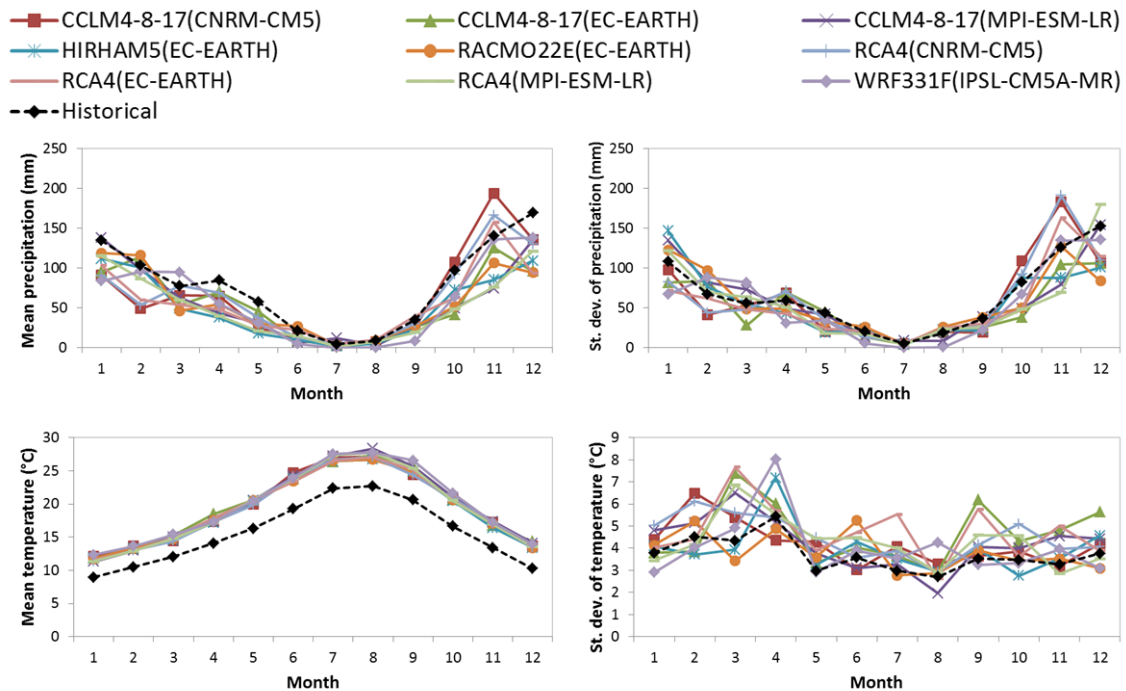 CCLM4-8-17(CNRM-CM5) CCLM4-8-17(EC-EARTH) CCLM4-8-17(MPI-ESM-LR)
HIRHAM5(EC-EARTH) RACMO22E(EC-EARTH) RCA4(CNRM-CM5)
RCA4(EC-EARTH) RCA4(MPI-ESM-LR) WRF331F(IPSL-CM5A-MR)
Historical
Mean precipitation (mm)
250
200
150
100
50
0
1 2 3 4 5 6 7 8 9 10 11 12
Month
St. dev. of precipitation (mm)
250
200
150
100
50
0
1 2 3 4 5 6 7 8 9 10 11 12
Month
Mean temperature (°C)
30
25
20
15
10
5
0
1 2 3 4 5 6 7 8 9 10 11 12
Month
St. dev. of temperature (°C)
9
8
7
6
5
4
3
2
1
0
1 2 3 4 5 6 7 8 9 10 11 12
Month